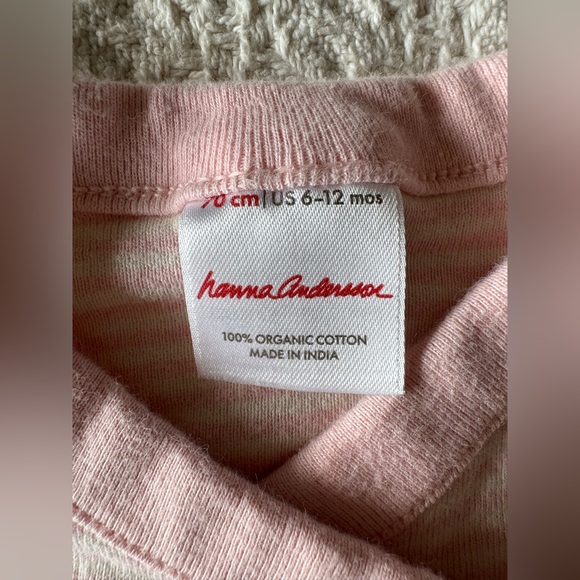 70 cm | US 6-12 mos
hanna Andersson
100% ORGANIC COTTON
MADE IN INDIA